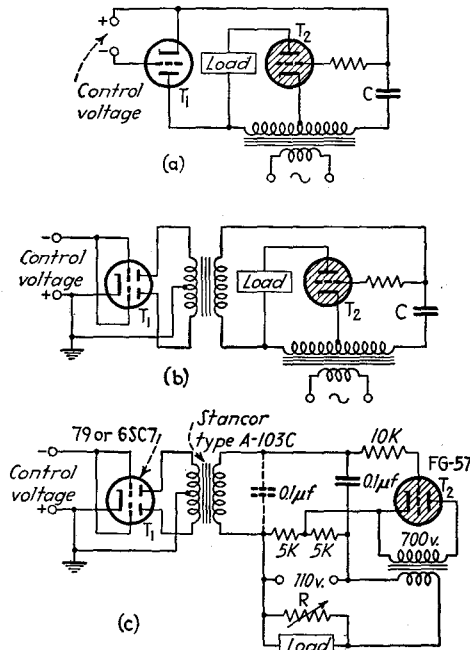 +
−
Control
voltage
T1
Load
T2
C
~
(a)
−
Control
voltage
+
T1
Load
T2
C
~
(b)
79 or 6SC7
Stancor
type A-103C
10K
FG-57
−
Control
voltage
+
T1
0.1μf
0.1μf
T2
5K 5K
700v.
110v.
R
Load
(c)